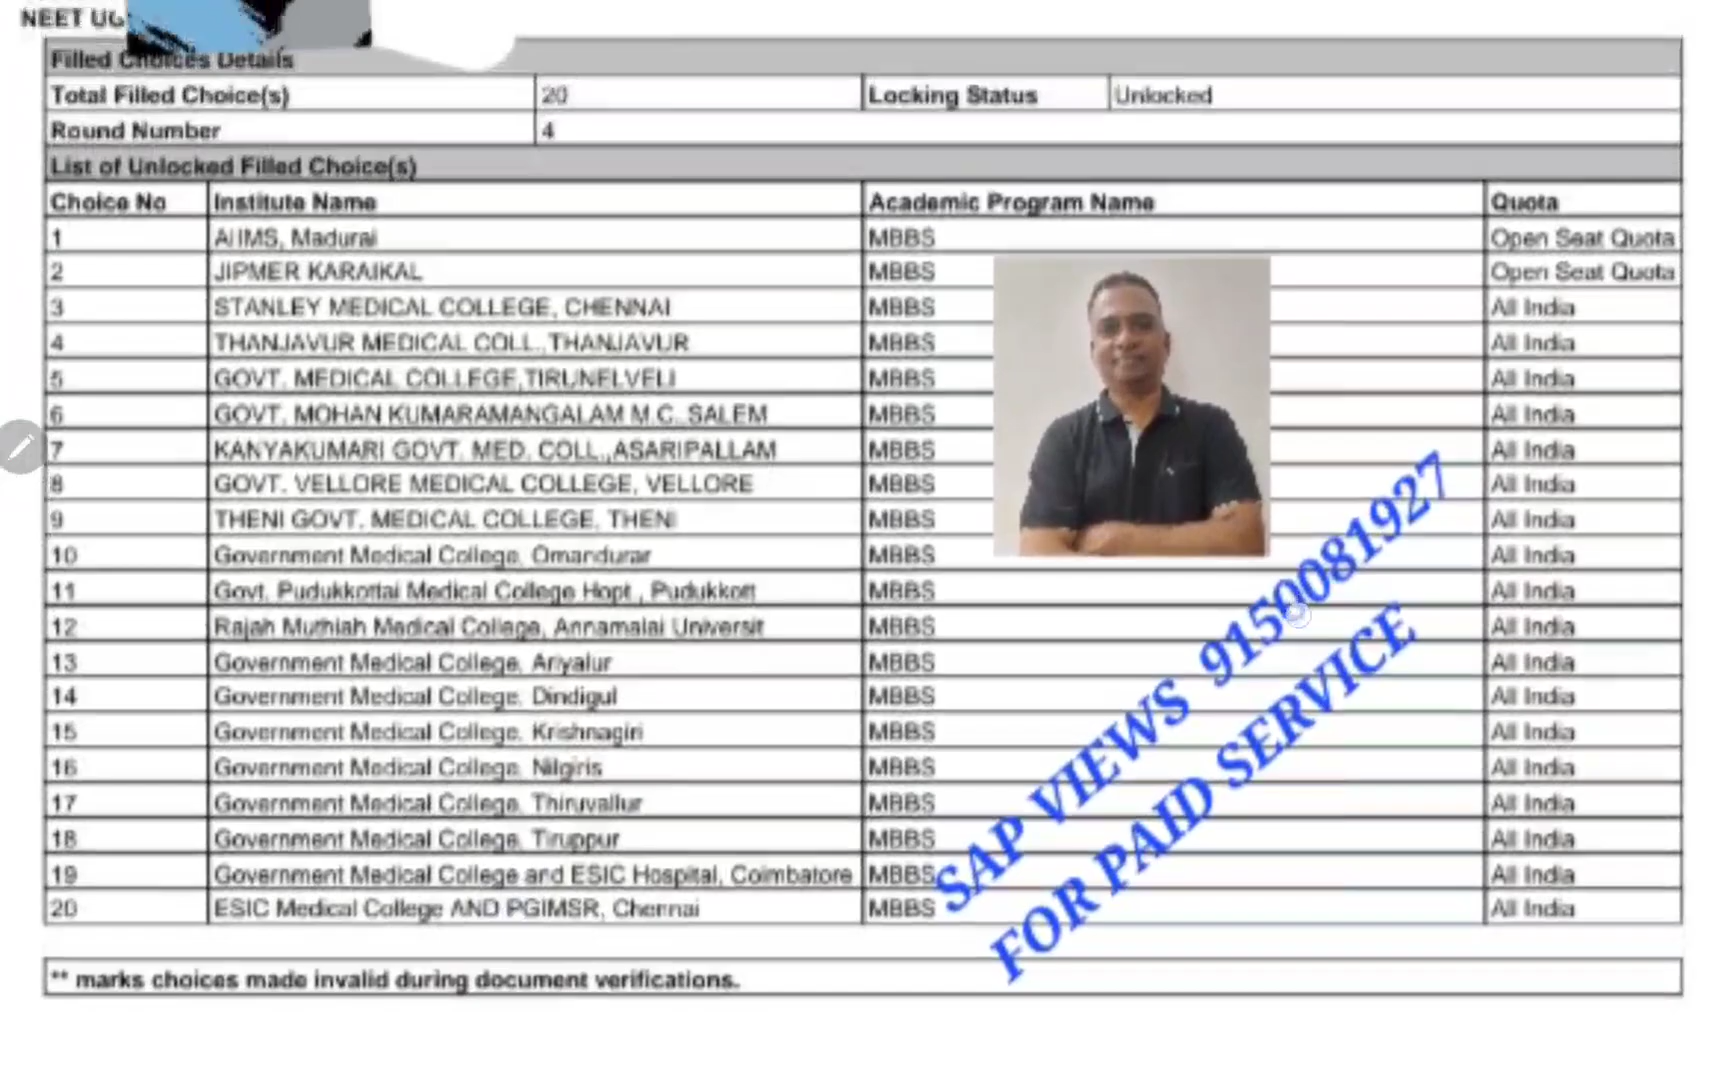 NEET UG
Filled Choices Details
Total Filled Choice(s) 20 Locking Status Unlocked
Round Number 4
List of Unlocked Filled Choice(s)
Choice No Institute Name Academic Program Name Quota
1 AIIMS, Madurai MBBS Open Seat Quota
2 JIPMER KARAIKAL MBBS Open Seat Quota
3 STANLEY MEDICAL COLLEGE, CHENNAI MBBS All India
4 THANJAVUR MEDICAL COLL.,THANJAVUR MBBS All India
5 GOVT. MEDICAL COLLEGE,TIRUNELVELI MBBS All India
6 GOVT. MOHAN KUMARAMANGALAM M.C. SALEM MBBS All India
7 KANYAKUMARI GOVT. MED. COLL.,ASARIPALLAM MBBS All India
8 GOVT. VELLORE MEDICAL COLLEGE, VELLORE MBBS All India
9 THENI GOVT. MEDICAL COLLEGE, THENI MBBS All India
10 Government Medical College, Omandurar MBBS All India
11 Govt. Pudukkottai Medical College Hopt , Pudukkott MBBS All India
12 Rajah Muthiah Medical College, Annamalai Universit MBBS All India
13 Government Medical College, Ariyalur MBBS All India
14 Government Medical College, Dindigul MBBS All India
15 Government Medical College, Krishnagiri MBBS All India
16 Government Medical College, Nilgiris MBBS All India
17 Government Medical College, Thiruvallur MBBS All India
18 Government Medical College, Tiruppur MBBS All India
19 Government Medical College and ESIC Hospital, Coimbatore MBBS All India
20 ESIC Medical College AND PGIMSR, Chennai MBBS All India
SAP VIEWS 9150081927
FOR PAID SERVICE
** marks choices made invalid during document verifications.